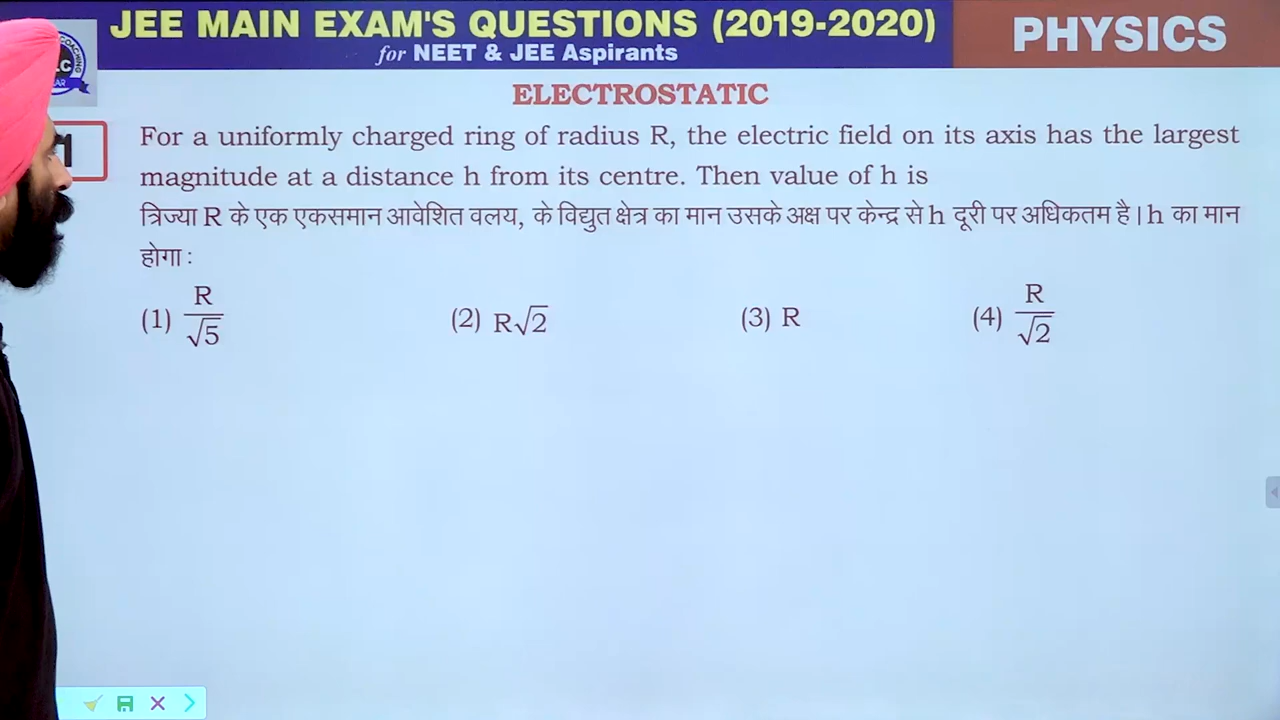 JEE MAIN EXAM'S QUESTIONS (2019-2020)
for NEET & JEE Aspirants
PHYSICS
COACHING
ELECTROSTATIC
1
For a uniformly charged ring of radius R, the electric field on its axis has the largest
magnitude at a distance h from its centre. Then value of h is
त्रिज्या R के एक एकसमान आवेशित वलय, के विद्युत क्षेत्र का मान उसके अक्ष पर केन्द्र से h दूरी पर अधिकतम है। h का मान
होगा :
(1) R/√5 (2) R√2 (3) R (4) R/√2